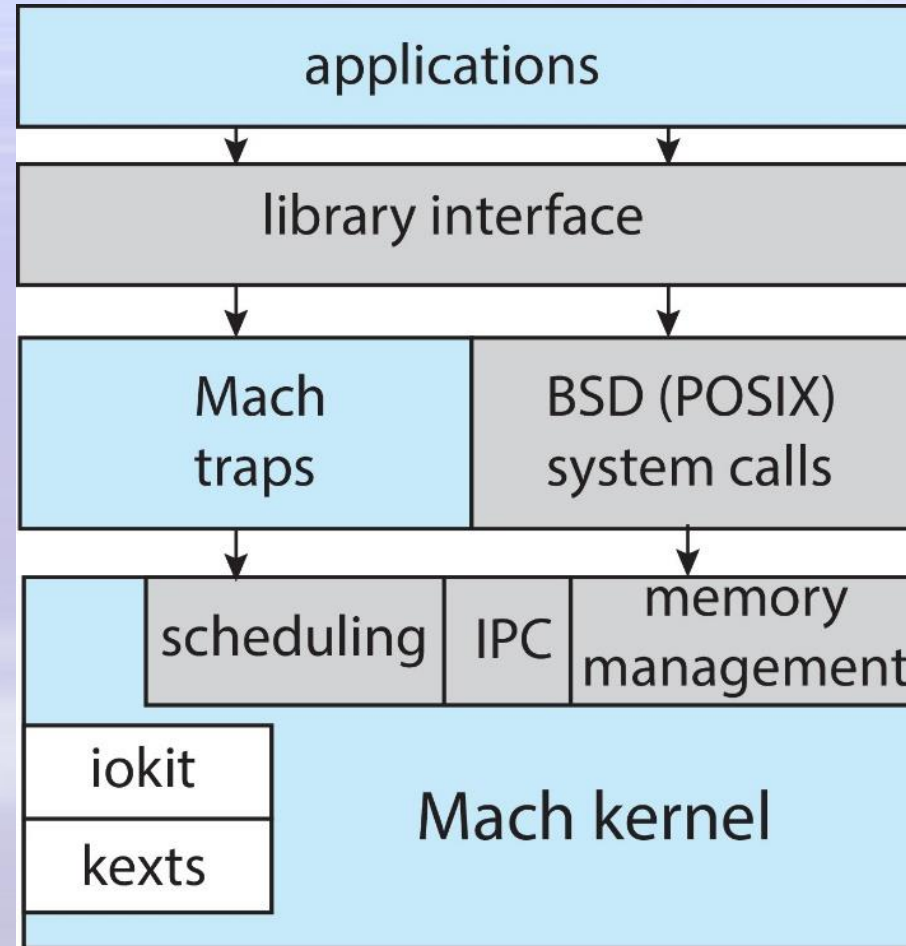 applications
library interface
Mach
traps
BSD (POSIX)
system calls
scheduling
IPC
memory
management
iokit
kexts
Mach kernel